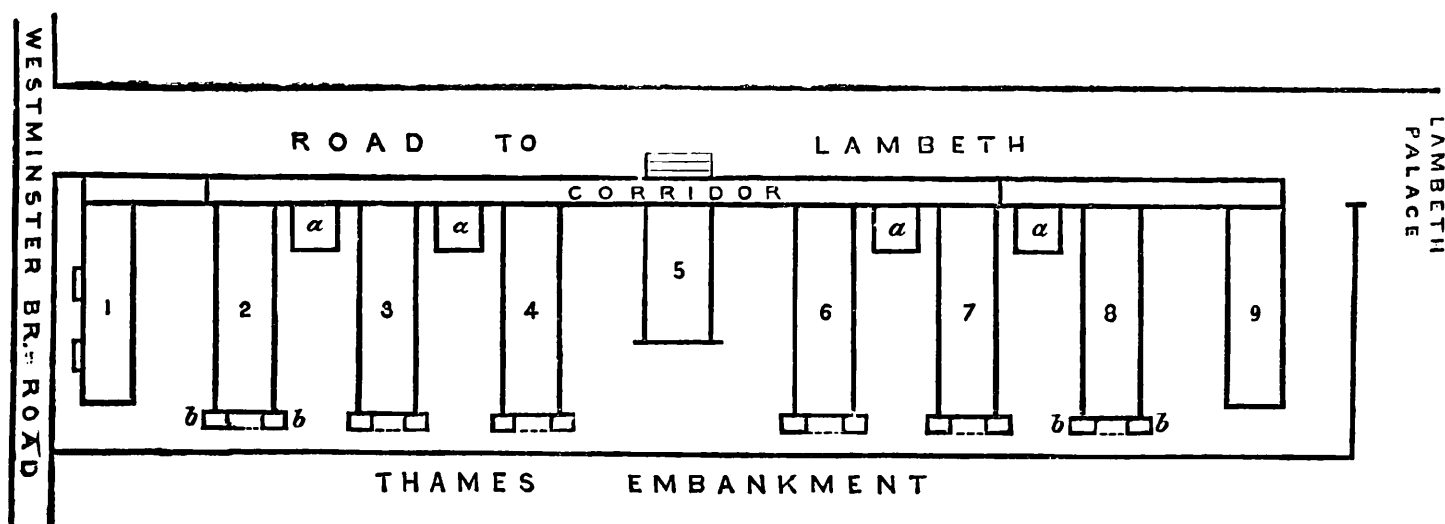 WESTMINSTER BR.= ROAD
ROAD TO LAMBETH
LAMBETH
PALACE
CORRIDOR
a a a a
1 2 3 4 5 6 7 8 9
b b b b
THAMES EMBANKMENT